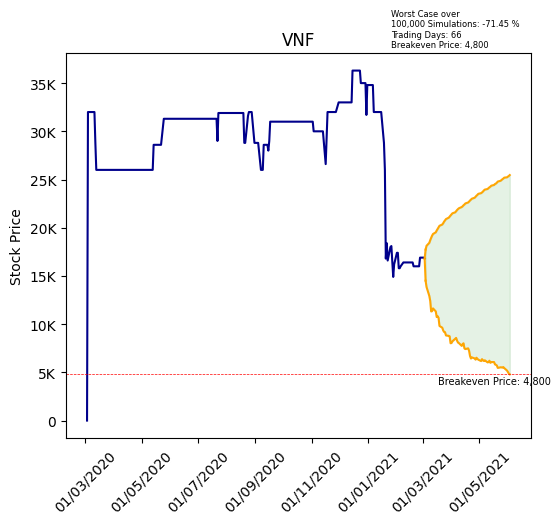 Worst Case over
100,000 Simulations: -71.45 %
Trading Days: 66
Breakeven Price: 4,800
VNF
Stock Price
35K
30K
25K
20K
15K
10K
5K
0
Breakeven Price: 4,800
01/03/2020
01/05/2020
01/07/2020
01/09/2020
01/11/2020
01/01/2021
01/03/2021
01/05/2021